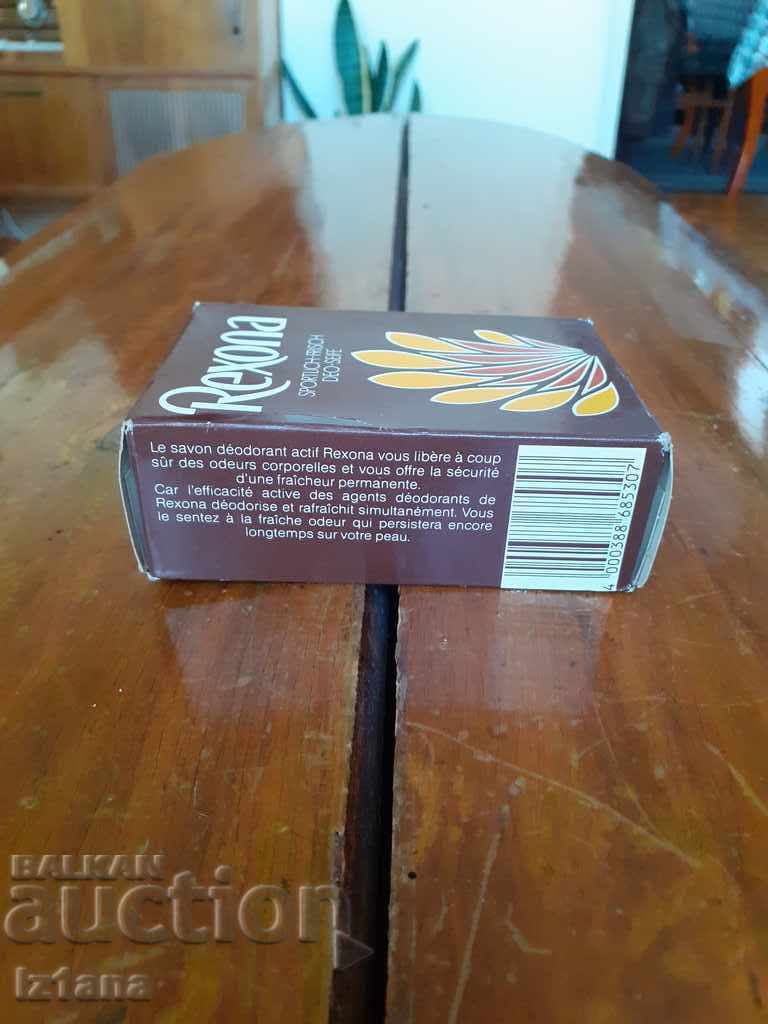 Rexona
SPORTLICH-FRISCH
DEO-SEIFE
Le savon déodorant actif Rexona vous libère à coup
sûr des odeurs corporelles et vous offre la sécurité
d'une fraîcheur permanente.
Car l'efficacité active des agents déodorants de
Rexona déodorise et rafraîchit simultanément. Vous
le sentez à la fraîche odeur qui persistera encore
longtemps sur votre peau.
4 000388 685307
BALKAN
auction
Iz1ana